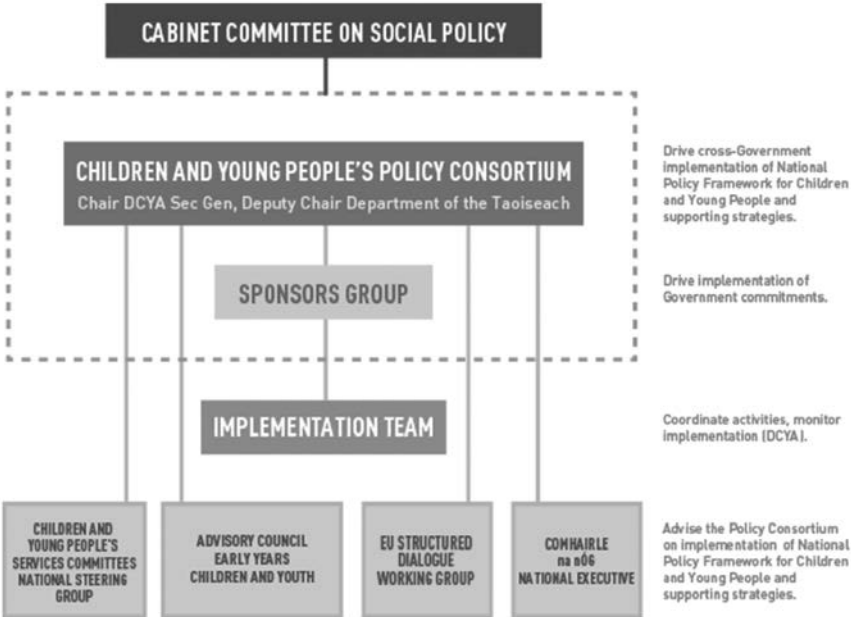 CABINET COMMITTEE ON SOCIAL POLICY
CHILDREN AND YOUNG PEOPLE'S POLICY CONSORTIUM
Chair DCYA Sec Gen, Deputy Chair Department of the Taoiseach
Drive cross-Government
implementation of National
Policy Framework for Children
and Young People and
supporting strategies.
SPONSORS GROUP
Drive implementation of
Government commitments.
IMPLEMENTATION TEAM
Coordinate activities, monitor
implementation (DCYA).
CHILDREN AND
YOUNG PEOPLE'S
SERVICES COMMITTEES
NATIONAL STEERING
GROUP
ADVISORY COUNCIL
EARLY YEARS
CHILDREN AND YOUTH
EU STRUCTURED
DIALOGUE
WORKING GROUP
COMHAIRLE
na nÓG
NATIONAL EXECUTIVE
Advise the Policy Consortium
on implementation of National
Policy Framework for Children
and Young People and
supporting strategies.